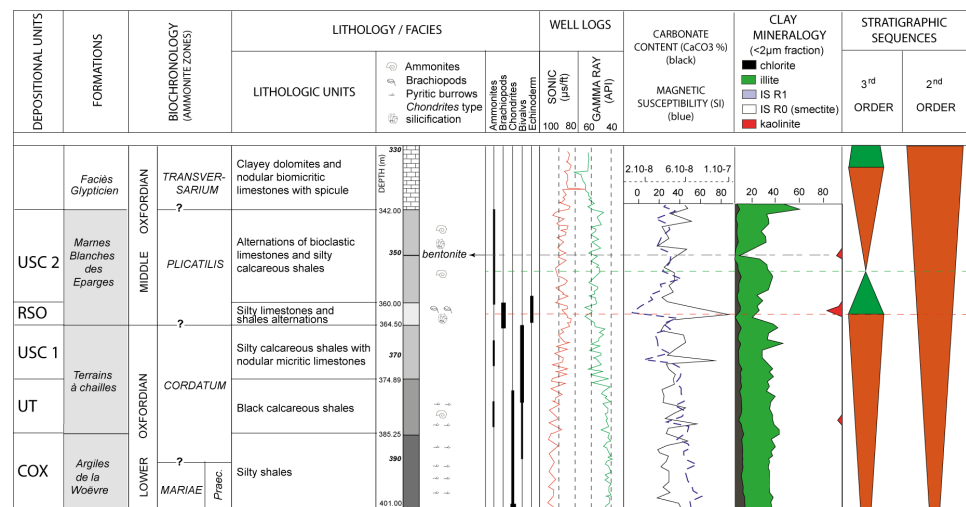 DEPOSITIONAL UNITS
FORMATIONS
BIOCHRONOLOGY
(AMMONITE ZONES)
LITHOLOGY / FACIES
LITHOLOGIC UNITS
Ammonites
Brachiopods
Pyritic burrows
Chondrites type
silicification
Ammonites
Brachiopods
Chondrites
Bivalvs
Echinoderm
WELL LOGS
SONIC
(µs/ft)
GAMMA RAY
(API)
100 80 60 40
CARBONATE
CONTENT (CaCO3 %)
(black)
MAGNETIC
SUSCEPTIBILITY (SI)
(blue)
CLAY
MINERALOGY
(<2µm fraction)
chlorite
illite
IS R1
IS R0 (smectite)
kaolinite
STRATIGRAPHIC
SEQUENCES
3rd
ORDER
2nd
ORDER
USC 2
RSO
USC 1
UT
COX
Faciès
Glypticien
Marnes
Blanches
des
Eparges
Terrains
à chailles
Argiles
de la
Woëvre
MIDDLE OXFORDIAN
LOWER OXFORDIAN
TRANSVER-
SARIUM
?
PLICATILIS
?
CORDATUM
?
MARIAE
Praec.
Clayey dolomites and
nodular biomicritic
limestones with spicule
Alternations of bioclastic
limestones and silty
calcareous shales
Silty limestones and
shales alternations
Silty calcareous shales with
nodular micritic limestones
Black calcareous shales
Silty shales
DEPTH (m)
330
342.00
350
360.00
364.50
370
374.89
385.25
390
401.00
bentonite
2.10-8 6.10-8 1.10-7
20 40 60 80
20 40 60 80